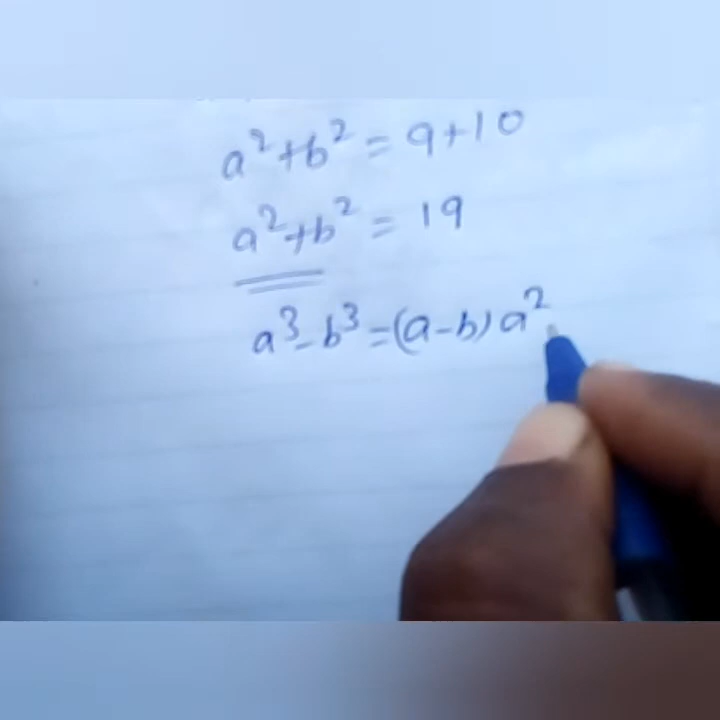 a²+b² = 9+10
a²+b² = 19
a³-b³ = (a-b) a²